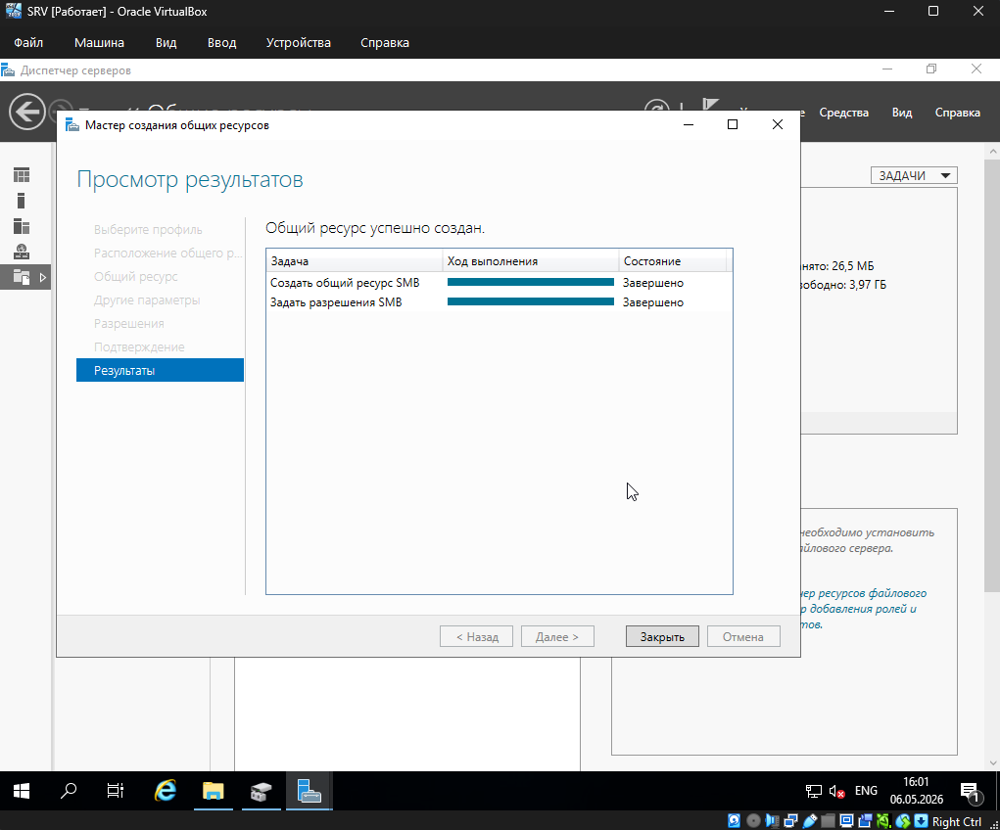 SRV [Работает] - Oracle VirtualBox
Файл Машина Вид Ввод Устройства Справка
Диспетчер серверов
Средства Вид Справка
Мастер создания общих ресурсов
Просмотр результатов
ЗАДАЧИ
Выберите профиль
Расположение общего р...
Общий ресурс
Другие параметры
Разрешения
Подтверждение
Результаты
Общий ресурс успешно создан.
Задача Ход выполнения Состояние
Создать общий ресурс SMB Завершено
Задать разрешения SMB Завершено
нято: 26,5 МБ
ободно: 3,97 ГБ
необходимо установить
айлового сервера.
ер ресурсов файлового
р добавления ролей и
тов.
< Назад Далее > Закрыть Отмена
ENG
16:01
06.05.2026
1
Right Ctrl